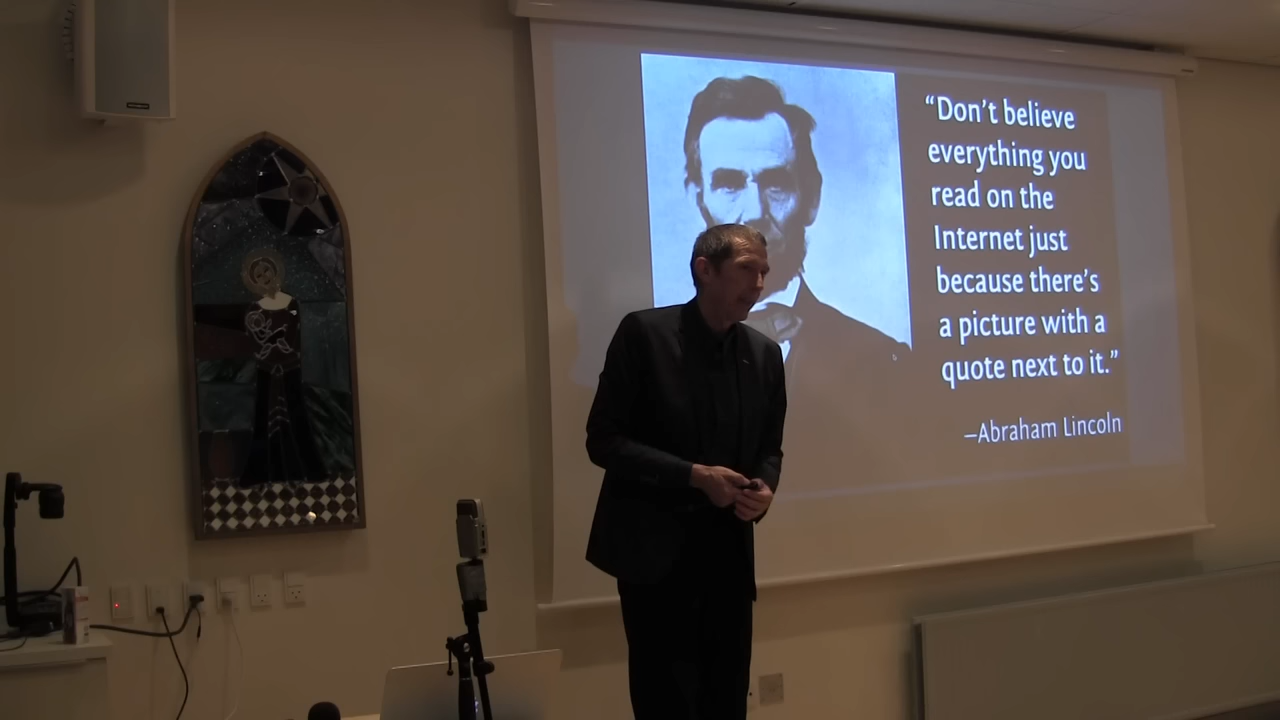 “Don’t believe
everything you
read on the
Internet just
because there’s
a picture with a
quote next to it.”
—Abraham Lincoln